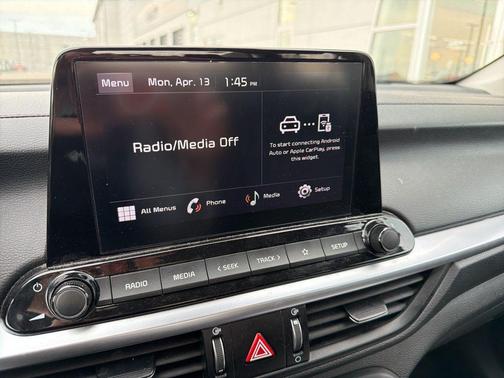 Menu Mon, Apr. 13 1:45 PM
Radio/Media Off
To start connecting Android
Auto or Apple CarPlay, press
this widget.
All Menus Phone Media Setup
RADIO MEDIA < SEEK TRACK > SETUP